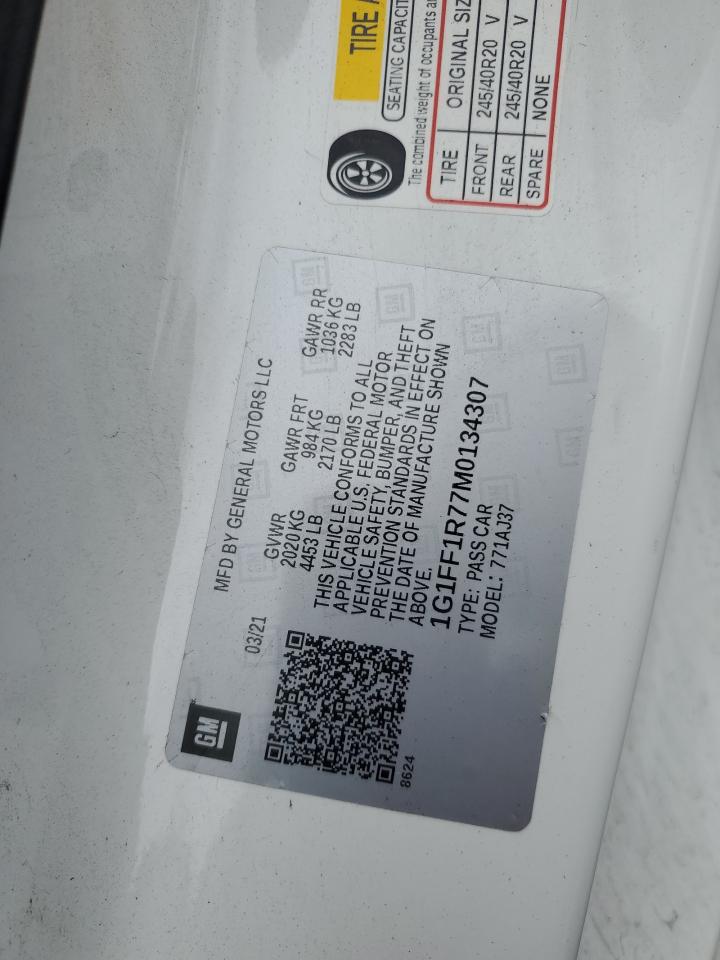 GM
MFD BY GENERAL MOTORS LLC
03/21
GVWR GAWR FRT GAWR RR
2020 KG 984 KG 1036 KG
4453 LB 2170 LB 2283 LB
THIS VEHICLE CONFORMS TO ALL
APPLICABLE U.S. FEDERAL MOTOR
VEHICLE SAFETY, BUMPER, AND THEFT
PREVENTION STANDARDS IN EFFECT ON
THE DATE OF MANUFACTURE SHOWN
ABOVE.
1G1FF1R77M0134307
TYPE: PASS CAR
MODEL: 771AJ37
8624
TIRE
SEATING CAPACIT
The combined weight of occupants
TIRE ORIGINAL SIZ
FRONT 245/40R20 V
REAR 245/40R20 V
SPARE NONE